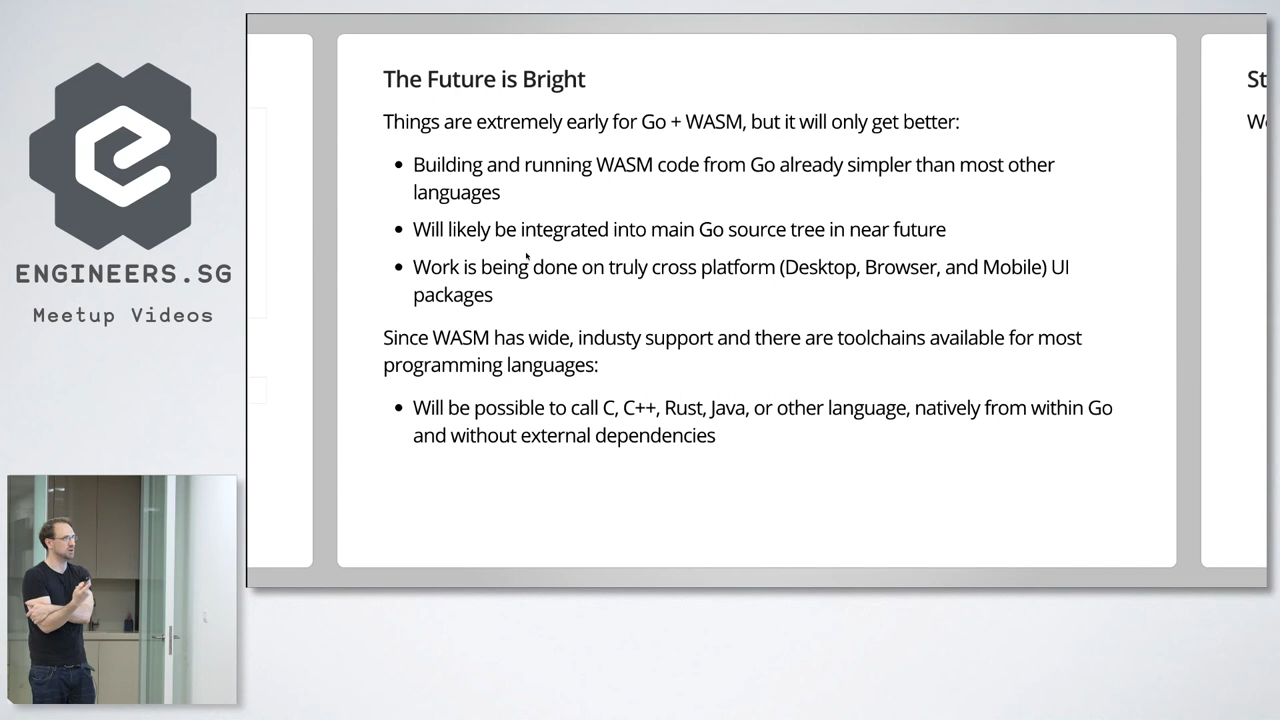 The Future is Bright
Things are extremely early for Go + WASM, but it will only get better:
Building and running WASM code from Go already simpler than most other
languages
Will likely be integrated into main Go source tree in near future
Work is being done on truly cross platform (Desktop, Browser, and Mobile) UI
packages
Since WASM has wide, industy support and there are toolchains available for most
programming languages:
Will be possible to call C, C++, Rust, Java, or other language, natively from within Go
and without external dependencies
St
We
ENGINEERS.SG
Meetup Videos